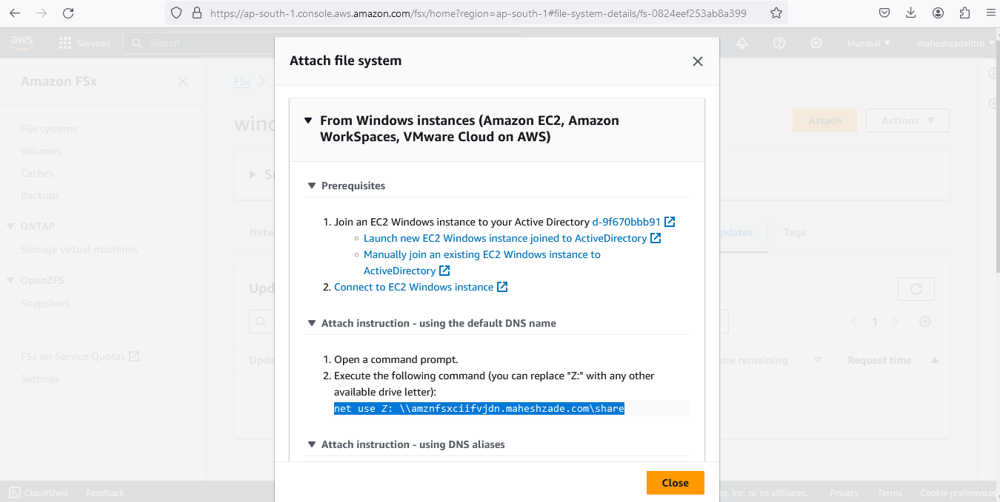 https://ap-south-1.console.aws.amazon.com/fsx/home?region=ap-south-1#file-system-details/fs-0824eef253ab8a399
aws
Services
Search
Mumbai
maheshzadeiitm
Attach file system
Amazon FSx
FSx
File systems
Volumes
Caches
Backups
ONTAP
Storage virtual machines
OpenZFS
Snapshots
FSx on Service Quotas
Settings
Attach
Actions
Tags
1
me remaining
Request time
From Windows instances (Amazon EC2, Amazon
WorkSpaces, VMware Cloud on AWS)
Prerequisites
1. Join an EC2 Windows instance to your Active Directory d-9f670bbb91
Launch new EC2 Windows instance joined to ActiveDirectory
Manually join an existing EC2 Windows instance to
ActiveDirectory
2. Connect to EC2 Windows instance
Attach instruction - using the default DNS name
1. Open a command prompt.
2. Execute the following command (you can replace "Z:" with any other
available drive letter):
net use Z: \\amznfsxciifvjdn.maheshzade.com\share
Attach instruction - using DNS aliases
Close
CloudShell
Feedback
es, Inc. or its affiliates.
Privacy
Terms
Cookie preferences